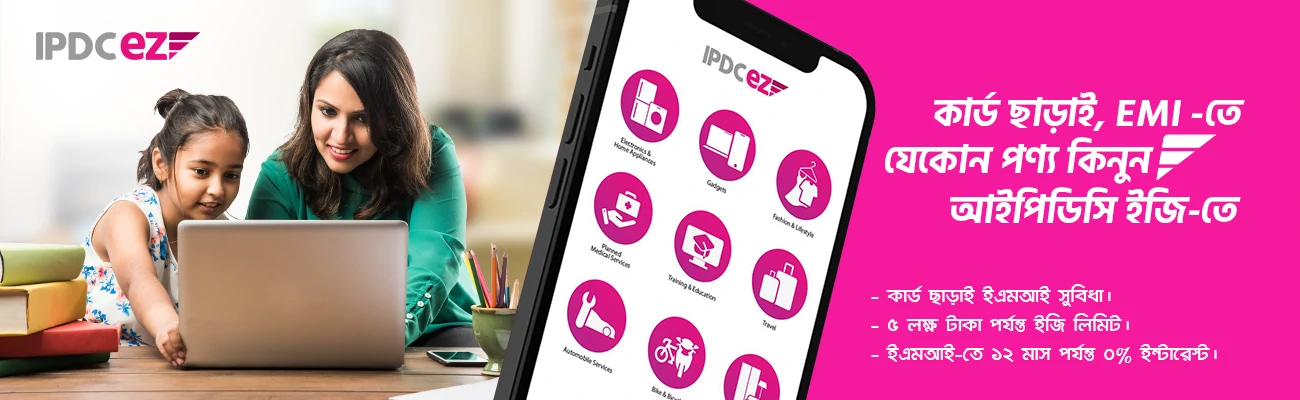 IPDC ez
IPDC ez
Electronics &
Home Appliances
Gadgets
Fashion & Lifestyle
Planned
Medical Services
Training & Education
Travel
Automobile Services
কার্ড ছাড়াই, EMI -তে
যেকোন পণ্য কিনুন
আইপিডিসি ইজি-তে
- কার্ড ছাড়াই ইএমআই সুবিধা।
- ৫ লক্ষ টাকা পর্যন্ত ইজি লিমিট।
- ইএমআই-তে ১২ মাস পর্যন্ত ০% ইন্টারেস্ট।